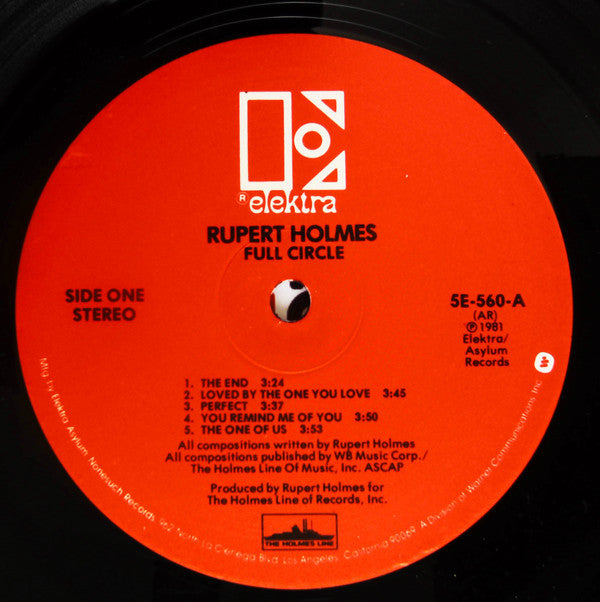 ® elektra
RUPERT HOLMES
FULL CIRCLE
SIDE ONE
STEREO
5E-560-A
(AR)
℗ 1981
Elektra/
Asylum
Records
1. THE END 3:24
2. LOVED BY THE ONE YOU LOVE 3:45
3. PERFECT 3:37
4. YOU REMIND ME OF YOU 3:50
5. THE ONE OF US 3:53
All compositions written by Rupert Holmes
All compositions published by WB Music Corp./
The Holmes Line Of Music, Inc. ASCAP
Produced by Rupert Holmes for
The Holmes Line of Records, Inc.
THE HOLMES LINE
Mfg. by Elektra Asylum Nonesuch Records, 962 North La Cienega Blvd. Los Angeles, California 90069. A Division of Warner Communications Inc.